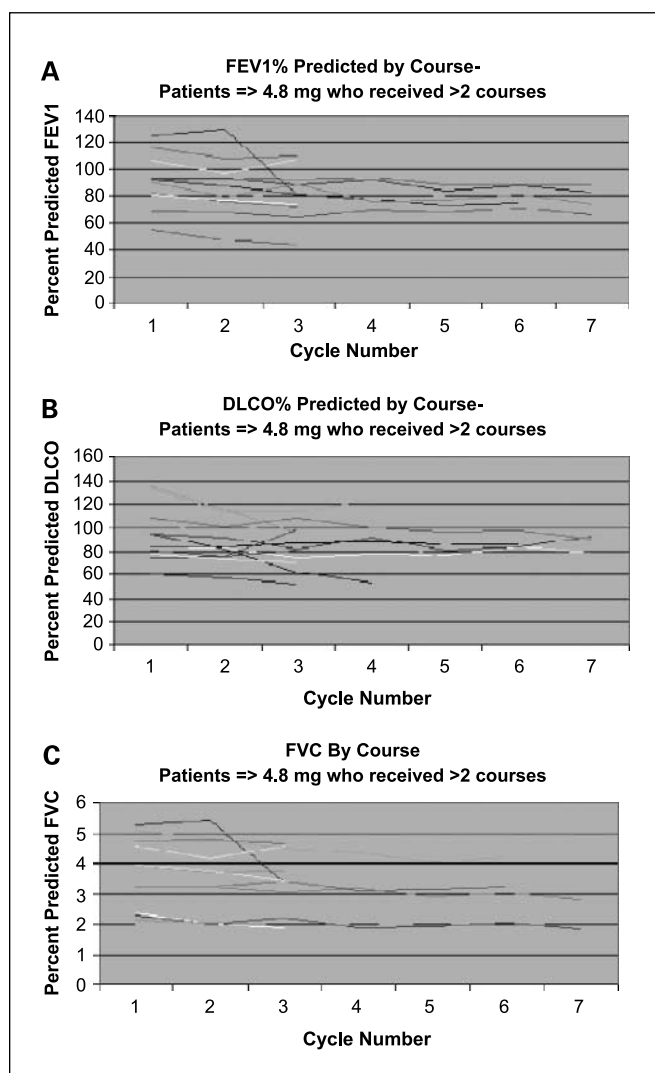 A
FEV1% Predicted by Course-
Patients => 4.8 mg who received >2 courses
Percent Predicted FEV1
140
120
100
80
60
40
20
0
1 2 3 4 5 6 7
Cycle Number
B
DLCO% Predicted by Course-
Patients => 4.8 mg who received >2 courses
Percent Predicted DLCO
160
140
120
100
80
60
40
20
0
1 2 3 4 5 6 7
Cycle Number
C
FVC By Course
Patients => 4.8 mg who received >2 courses
Percent Predicted FVC
6
5
4
3
2
1
0
1 2 3 4 5 6 7
Cycle Number